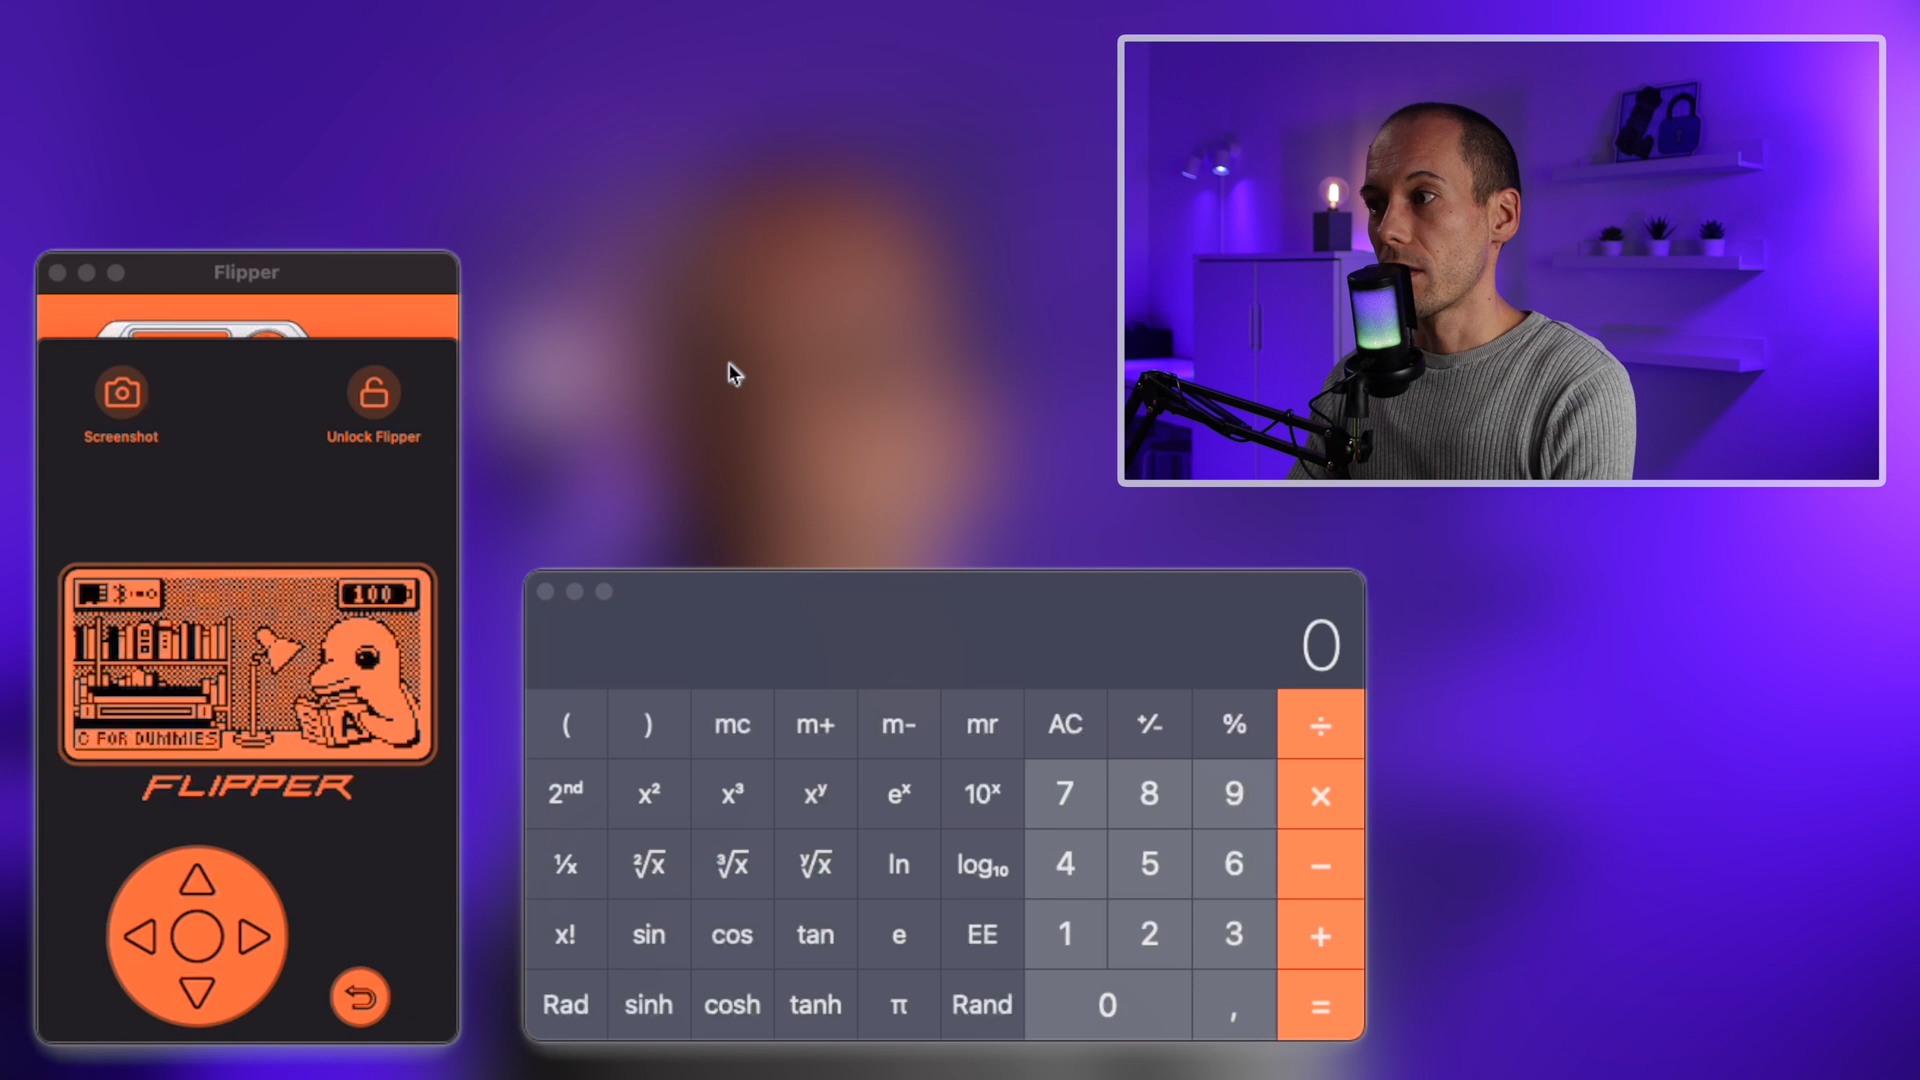 Flipper
Screenshot
Unlock Flipper
100
C FOR DUMMIES
FLIPPER
0
( ) mc m+ m- mr AC +⁄- % ÷
2ⁿᵈ x² x³ xʸ eˣ 10ˣ 7 8 9 ×
¹⁄x ²√x ³√x ʸ√x ln log₁₀ 4 5 6 −
x! sin cos tan e EE 1 2 3 +
Rad sinh cosh tanh π Rand 0 , =